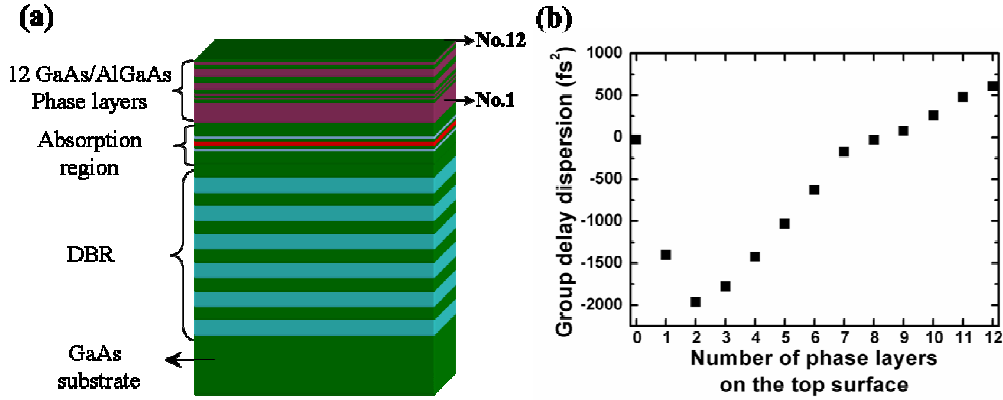 (a)
No.12
12 GaAs/AlGaAs
Phase layers
No.1
Absorption
region
DBR
GaAs
substrate
(b)
Group delay dispersion (fs²)
1000
500
0
-500
-1000
-1500
-2000
0 1 2 3 4 5 6 7 8 9 10 11 12
Number of phase layers
on the top surface